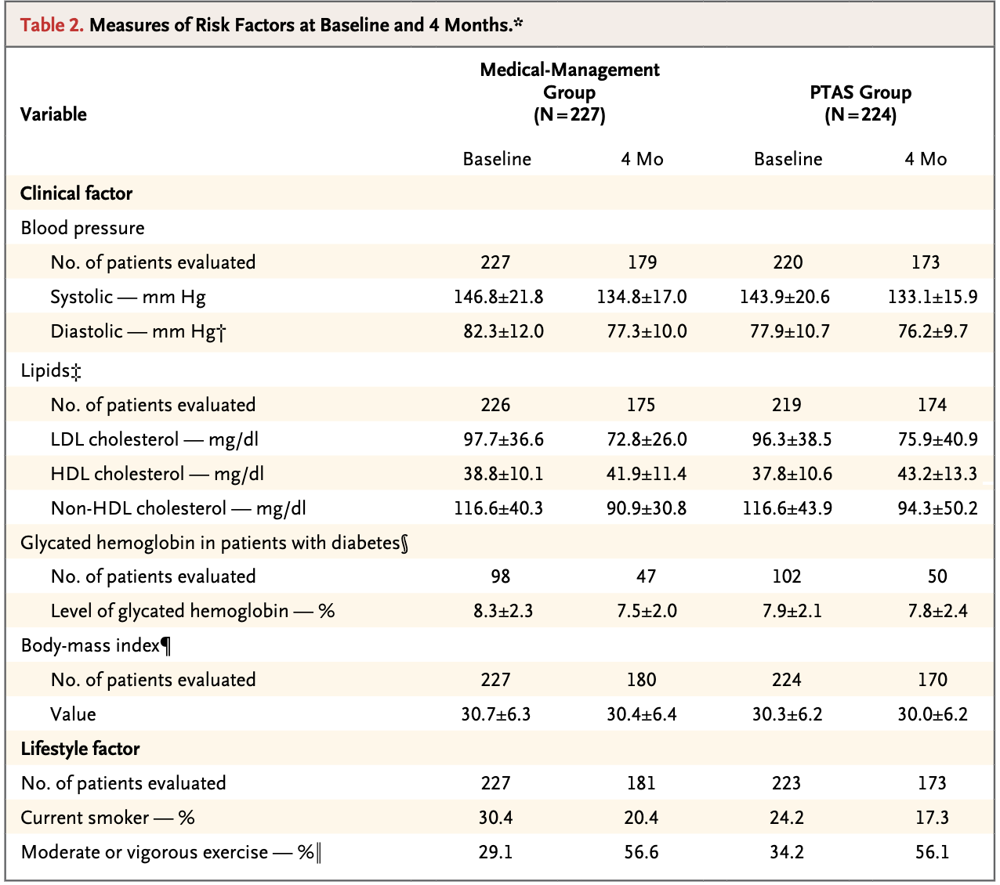 Table 2. Measures of Risk Factors at Baseline and 4 Months.*
Variable Medical-Management Group (N=227) PTAS Group (N=224)
Baseline 4 Mo Baseline 4 Mo
Clinical factor
Blood pressure
No. of patients evaluated 227 179 220 173
Systolic — mm Hg 146.8±21.8 134.8±17.0 143.9±20.6 133.1±15.9
Diastolic — mm Hg† 82.3±12.0 77.3±10.0 77.9±10.7 76.2±9.7
Lipids‡
No. of patients evaluated 226 175 219 174
LDL cholesterol — mg/dl 97.7±36.6 72.8±26.0 96.3±38.5 75.9±40.9
HDL cholesterol — mg/dl 38.8±10.1 41.9±11.4 37.8±10.6 43.2±13.3
Non-HDL cholesterol — mg/dl 116.6±40.3 90.9±30.8 116.6±43.9 94.3±50.2
Glycated hemoglobin in patients with diabetes§
No. of patients evaluated 98 47 102 50
Level of glycated hemoglobin — % 8.3±2.3 7.5±2.0 7.9±2.1 7.8±2.4
Body-mass index¶
No. of patients evaluated 227 180 224 170
Value 30.7±6.3 30.4±6.4 30.3±6.2 30.0±6.2
Lifestyle factor
No. of patients evaluated 227 181 223 173
Current smoker — % 30.4 20.4 24.2 17.3
Moderate or vigorous exercise — %‖ 29.1 56.6 34.2 56.1